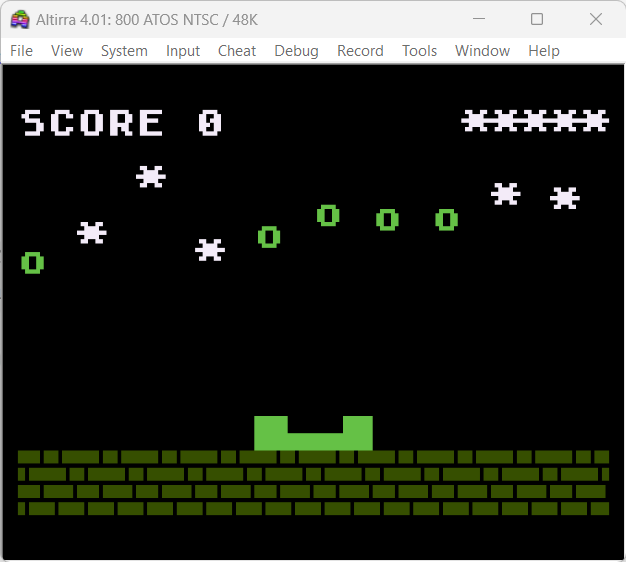 Altirra 4.01: 800 ATOS NTSC / 48K
File View System Input Cheat Debug Record Tools Window Help
SCORE 0 *****